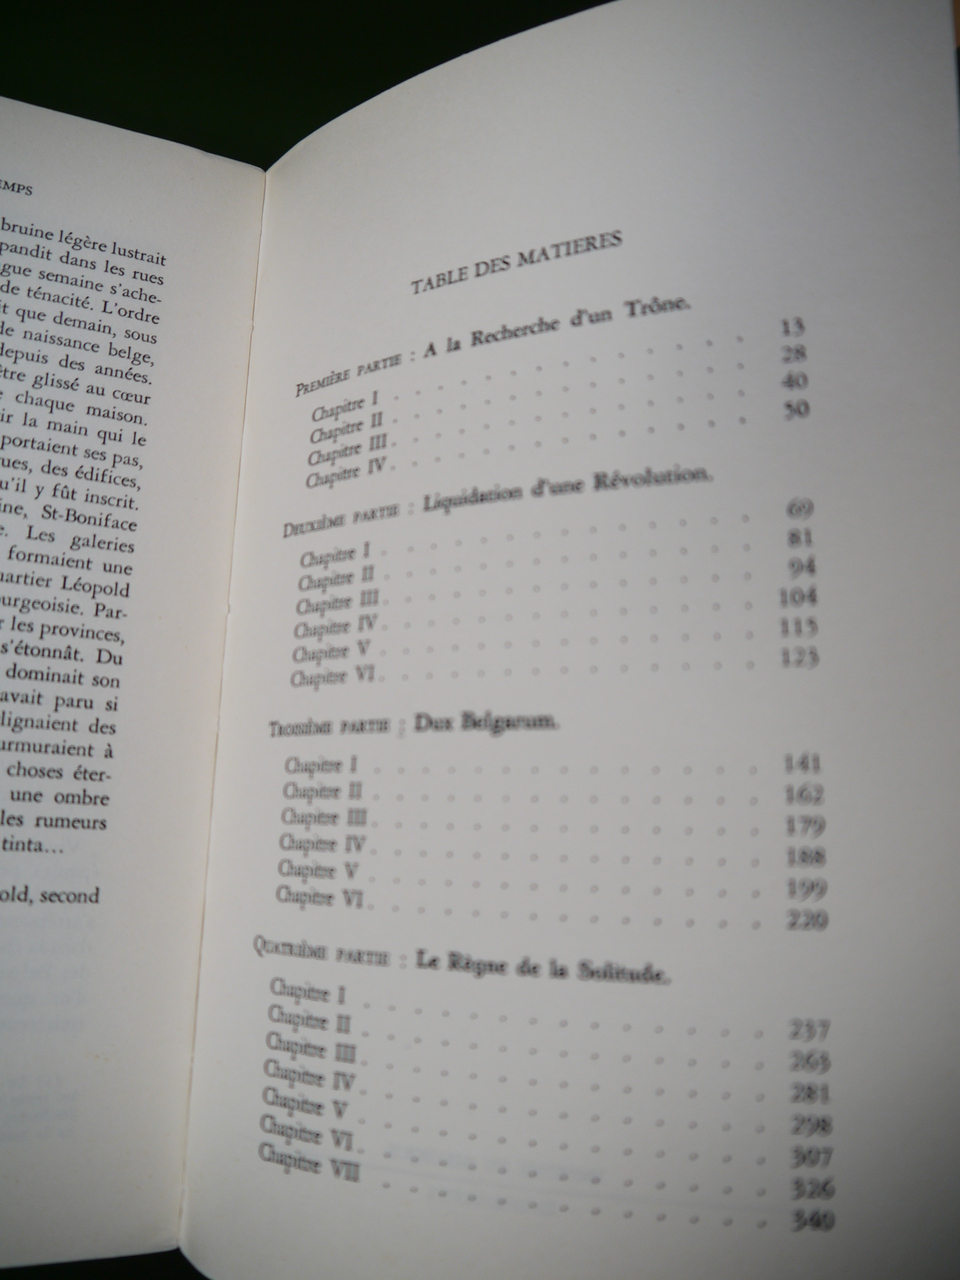 EMPS
bruine légère lustrait
pandit dans les rues
gue semaine s'ache-
de ténacité. L'ordre
it que demain, sous
de naissance belge,
depuis des années.
être glissé au cœur
chaque maison.
ir la main qui le
portaient ses pas,
ues, des édifices,
u'il y fût inscrit.
ine, St-Boniface
e. Les galeries
formaient une
uartier Léopold
urgeoisie. Par-
r les provinces,
s'étonnât. Du
dominait son
avait paru si
lignaient des
urmuraient à
choses éter-
une ombre
les rumeurs
tinta...
old, second
TABLE DES MATIERES
PREMIÈRE PARTIE : A la Recherche d'un Trône.
Chapitre I . . . . . . . . . . . . 13
Chapitre II . . . . . . . . . . . . 28
Chapitre III . . . . . . . . . . . . 40
Chapitre IV . . . . . . . . . . . . 50
DEUXIÈME PARTIE : Liquidation d'une Révolution.
Chapitre I . . . . . . . . . . . . 69
Chapitre II . . . . . . . . . . . . 81
Chapitre III . . . . . . . . . . . . 94
Chapitre IV . . . . . . . . . . . . 104
Chapitre V . . . . . . . . . . . . 115
Chapitre VI . . . . . . . . . . . . 123
TROISIÈME PARTIE : Dux Belgarum.
Chapitre I . . . . . . . . . . . . 141
Chapitre II . . . . . . . . . . . . 162
Chapitre III . . . . . . . . . . . . 179
Chapitre IV . . . . . . . . . . . . 188
Chapitre V . . . . . . . . . . . . 199
Chapitre VI . . . . . . . . . . . . 220
QUATRIÈME PARTIE : Le Règne de la Solitude.
Chapitre I . . . . . . . . . . . .
Chapitre II . . . . . . . . . . . .
Chapitre III . . . . . . . . . . . . 281
Chapitre IV . . . . . . . . . . . . 298
Chapitre V . . . . . . . . . . . . 307
Chapitre VI . . . . . . . . . . . . 326
Chapitre VII . . . . . . . . . . . . 340